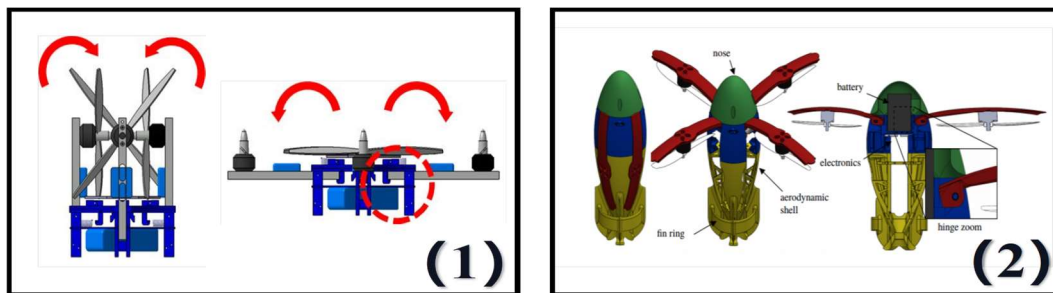 (1)
nose
battery
electronics
aerodynamic
shell
fin ring
hinge zoom
(2)